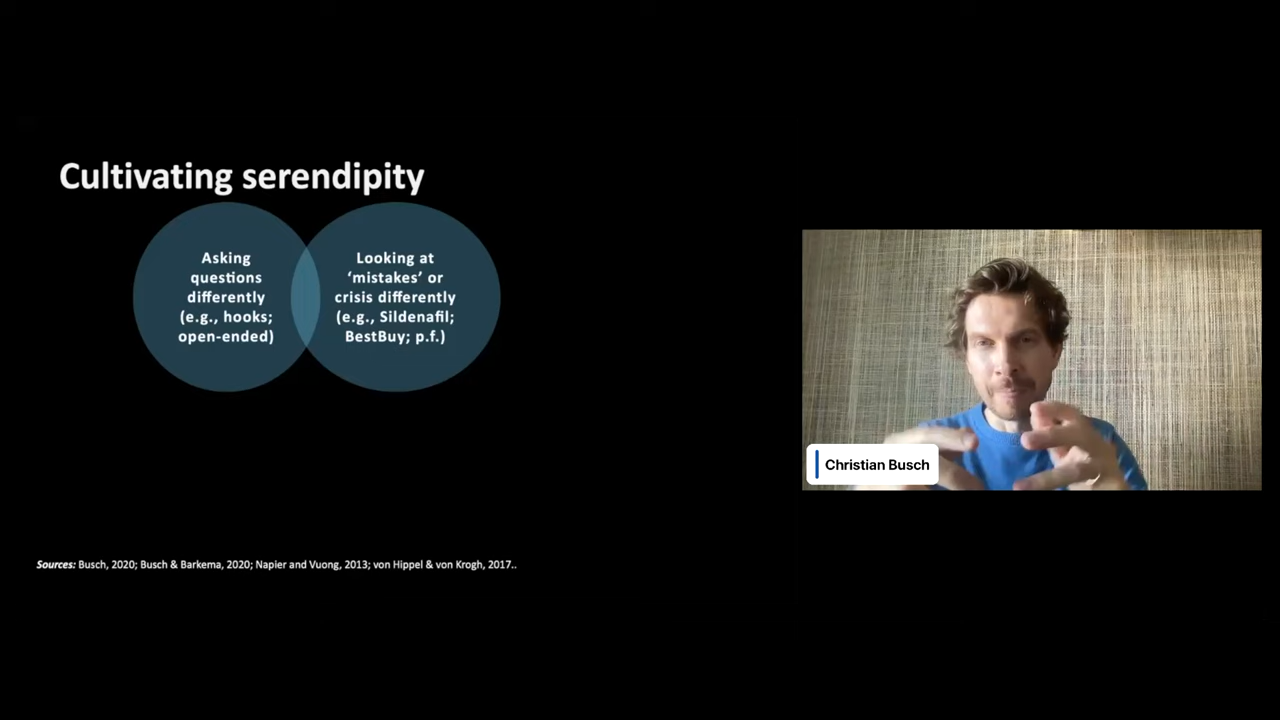 Cultivating serendipity
Asking
questions
differently
(e.g., hooks;
open-ended)
Looking at
‘mistakes’ or
crisis differently
(e.g., Sildenafil;
BestBuy; p.f.)
Christian Busch
Sources: Busch, 2020; Busch & Barkema, 2020; Napier and Vuong, 2013; von Hippel & von Krogh, 2017..